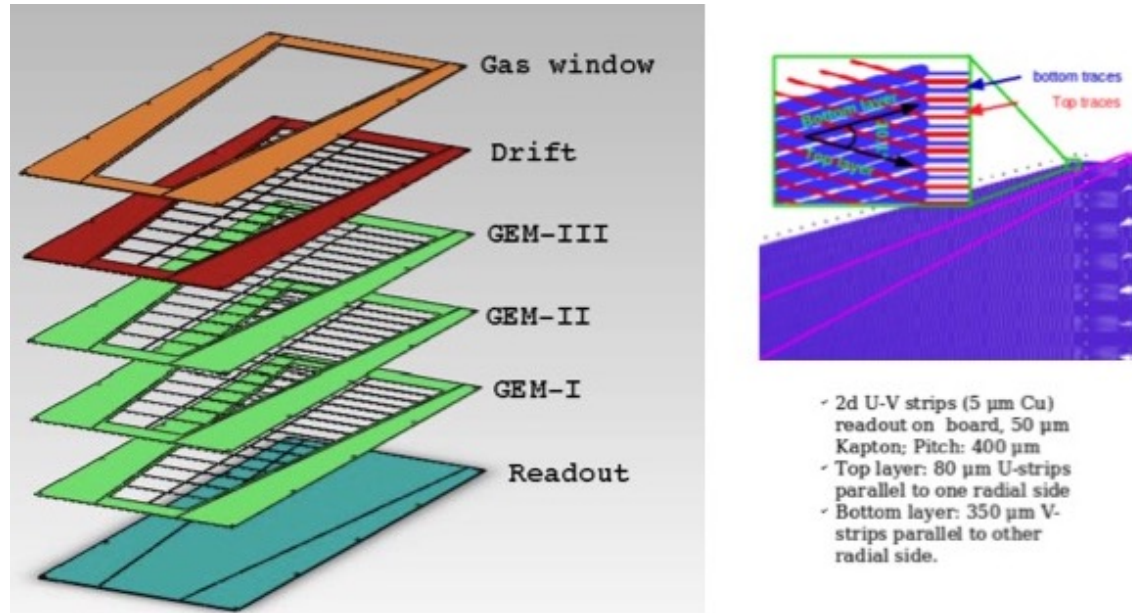 Gas window
Drift
GEM-III
GEM-II
GEM-I
Readout
bottom traces
Top traces
Bottom layer
Top layer
✓ 2d U-V strips (5 µm Cu)
readout on board, 50 µm
Kapton; Pitch: 400 µm
✓ Top layer: 80 µm U-strips
parallel to one radial side
✓ Bottom layer: 350 µm V-
strips parallel to other
radial side.